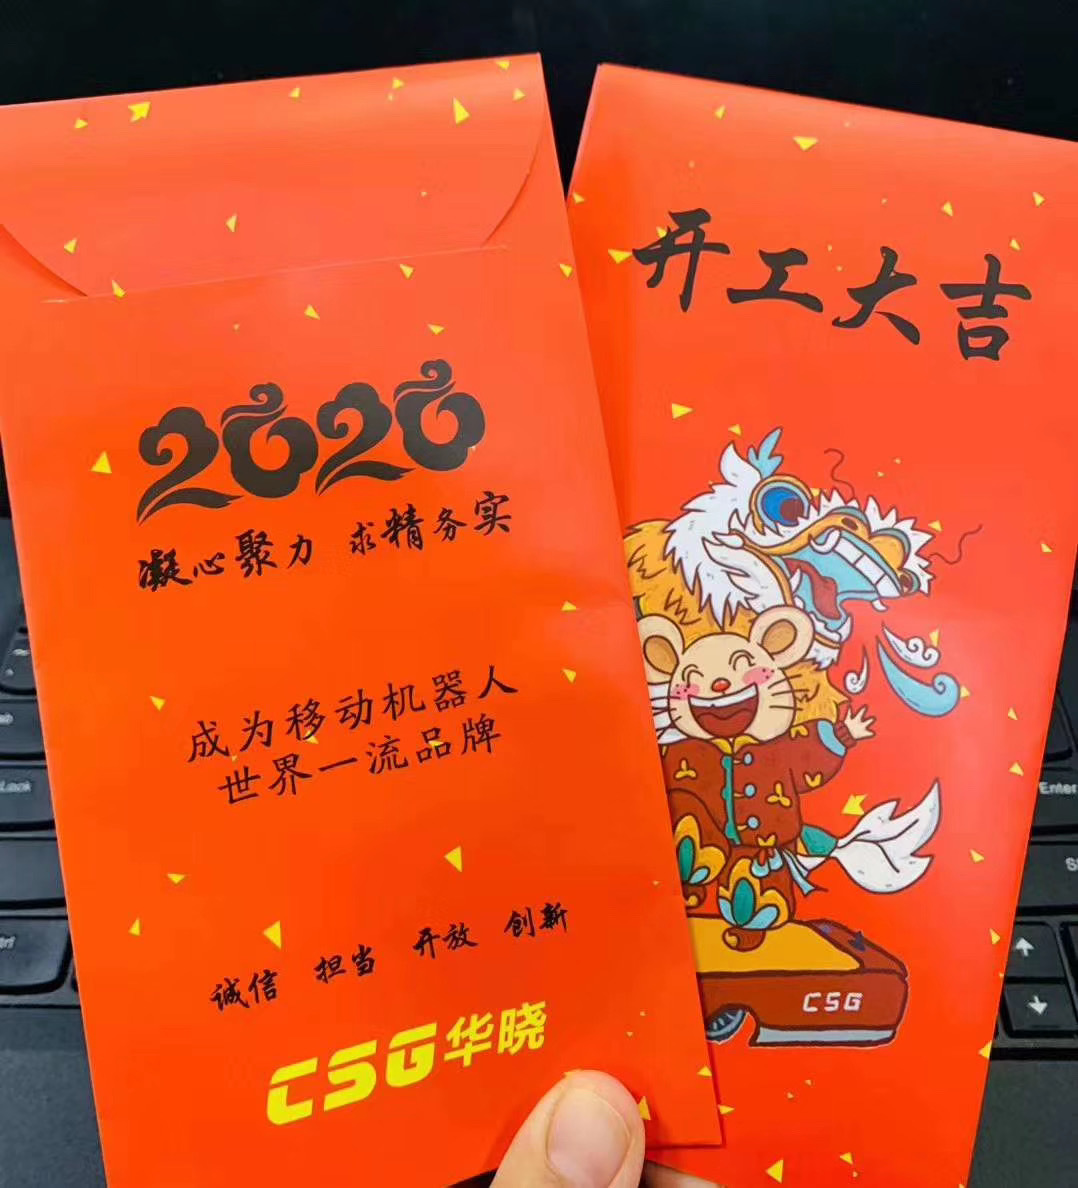 2020
凝心聚力 求精务实
成为移动机器人
世界一流品牌
诚信 担当 开放 创新
CSG华晓
开工大吉
CSG
Enter